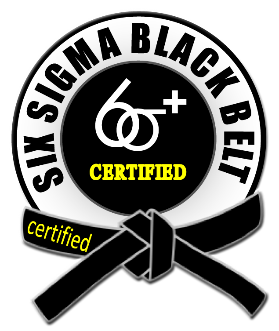 SIX SIGMA BLACK BELT
6σ+
CERTIFIED
certified